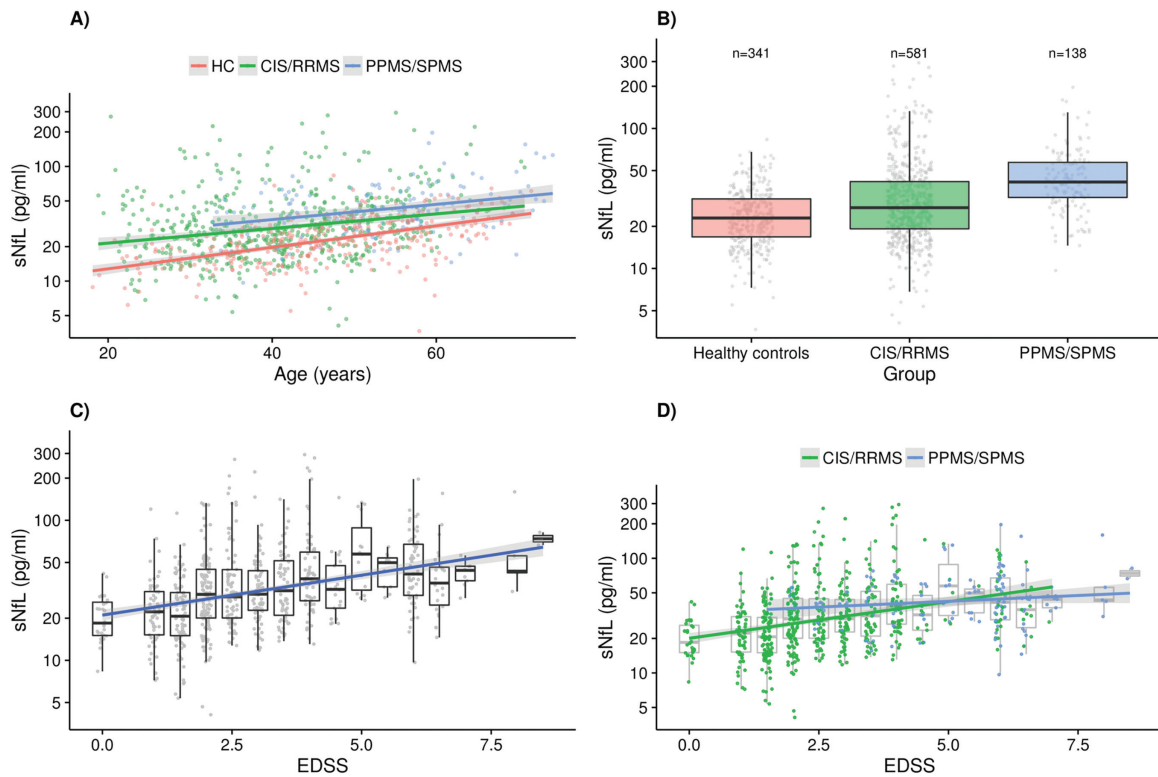 A)
HC CIS/RRMS PPMS/SPMS
sNfL (pg/ml)
300
200
100
50
20
10
5
20 40 60
Age (years)
B)
n=341 n=581 n=138
sNfL (pg/ml)
300
100
50
20
10
5
Healthy controls CIS/RRMS PPMS/SPMS
Group
C)
sNfL (pg/ml)
300
200
100
50
20
10
5
0.0 2.5 5.0 7.5
EDSS
D)
CIS/RRMS PPMS/SPMS
sNfL (pg/ml)
300
200
100
50
20
10
5
0.0 2.5 5.0 7.5
EDSS